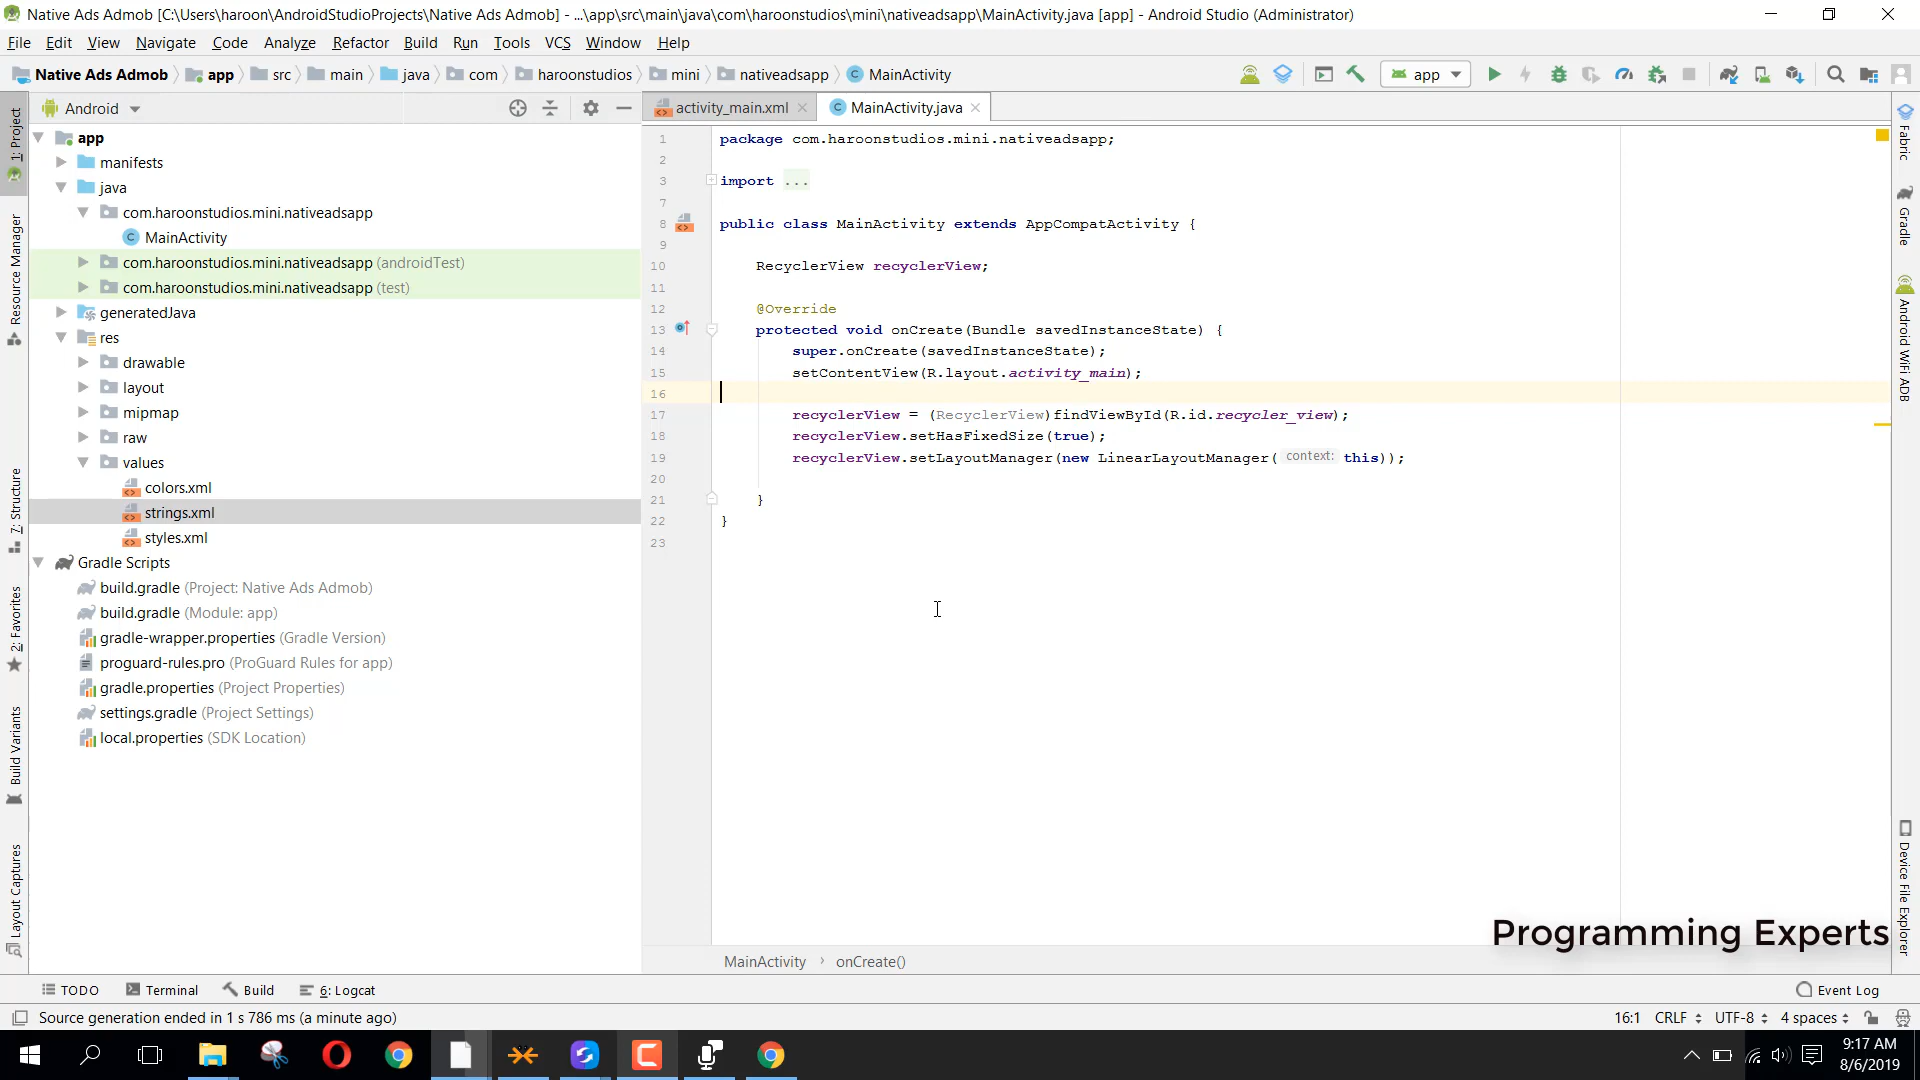 Native Ads Admob [C:\Users\haroon\AndroidStudioProjects\Native Ads Admob] - ...\app\src\main\java\com\haroonstudios\mini\nativeadsapp\MainActivity.java [app] - Android Studio (Administrator)
File Edit View Navigate Code Analyze Refactor Build Run Tools VCS Window Help
Native Ads Admob app src main java com haroonstudios mini nativeadsapp MainActivity
app
Android
activity_main.xml
MainActivity.java
1: Project
Resource Manager
7: Structure
2: Favorites
Build Variants
Layout Captures
app
manifests
java
com.haroonstudios.mini.nativeadsapp
MainActivity
com.haroonstudios.mini.nativeadsapp (androidTest)
com.haroonstudios.mini.nativeadsapp (test)
generatedJava
res
drawable
layout
mipmap
raw
values
colors.xml
strings.xml
styles.xml
Gradle Scripts
build.gradle (Project: Native Ads Admob)
build.gradle (Module: app)
gradle-wrapper.properties (Gradle Version)
proguard-rules.pro (ProGuard Rules for app)
gradle.properties (Project Properties)
settings.gradle (Project Settings)
local.properties (SDK Location)
1 package com.haroonstudios.mini.nativeadsapp;
2
3 import ...
7
8 public class MainActivity extends AppCompatActivity {
9
10 RecyclerView recyclerView;
11
12 @Override
13 protected void onCreate(Bundle savedInstanceState) {
14 super.onCreate(savedInstanceState);
15 setContentView(R.layout.activity_main);
16
17 recyclerView = (RecyclerView)findViewById(R.id.recycler_view);
18 recyclerView.setHasFixedSize(true);
19 recyclerView.setLayoutManager(new LinearLayoutManager( context: this));
20
21 }
22 }
23
Fabric
Gradle
Android WiFi ADB
Device File Explorer
Programming Experts
MainActivity › onCreate()
TODO Terminal Build 6: Logcat Event Log
Source generation ended in 1 s 786 ms (a minute ago)
16:1 CRLF UTF-8 4 spaces
9:17 AM
8/6/2019